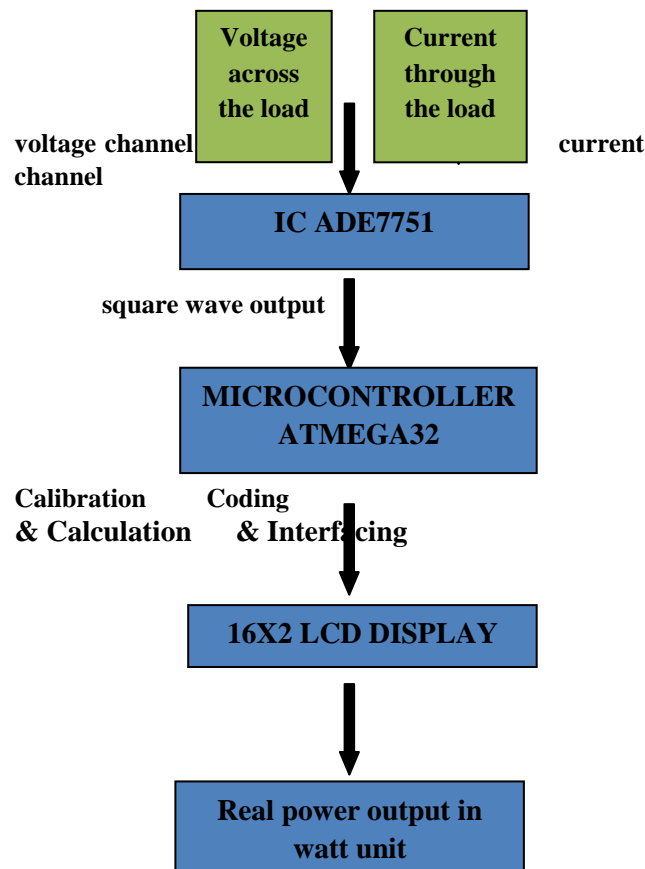 Voltage
across
the load
Current
through
the load
voltage channel current
channel
IC ADE7751
square wave output
MICROCONTROLLER
ATMEGA32
Calibration Coding
& Calculation & Interfacing
16X2 LCD DISPLAY
Real power output in
watt unit